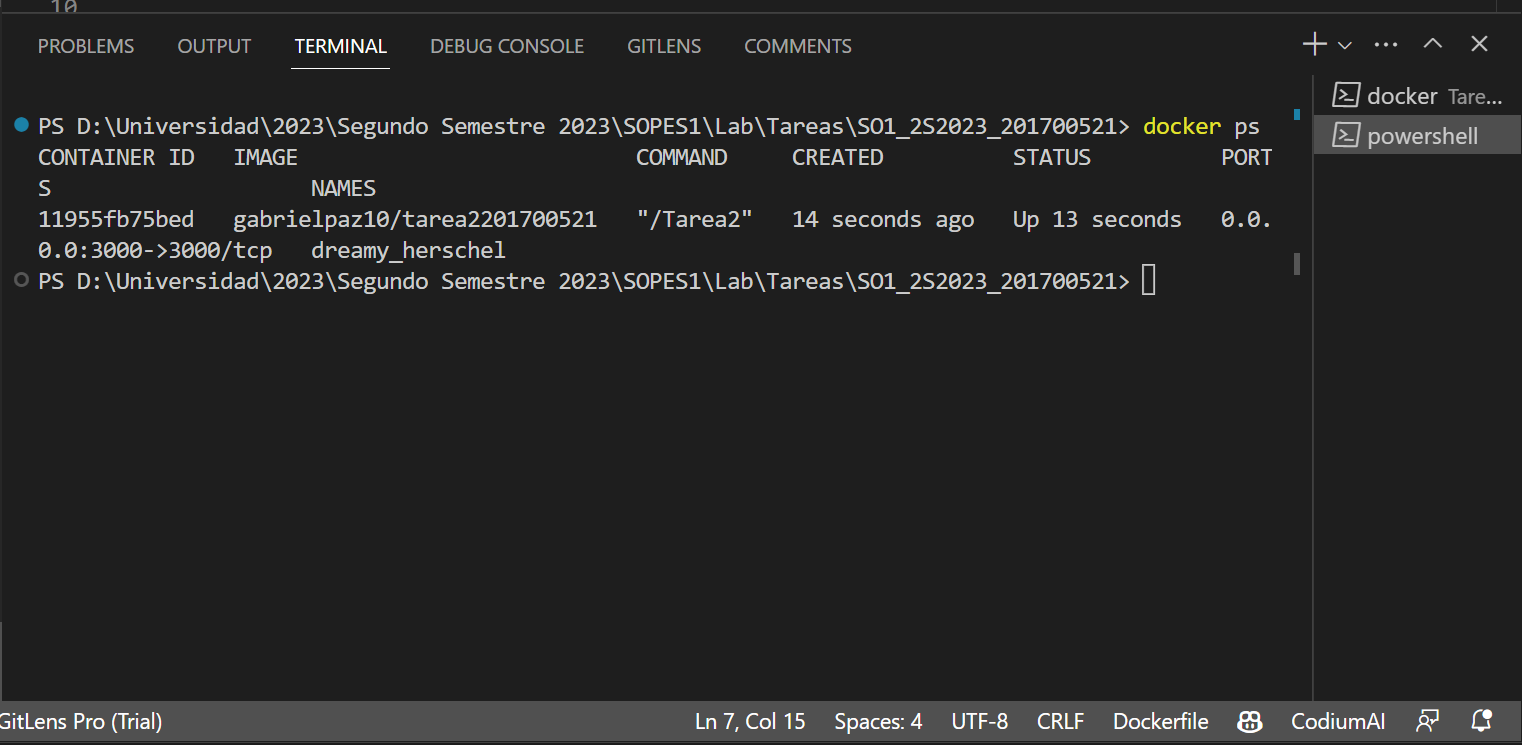 10
PROBLEMS OUTPUT TERMINAL DEBUG CONSOLE GITLENS COMMENTS
docker Tare...
powershell
PS D:\Universidad\2023\Segundo Semestre 2023\SOPES1\Lab\Tareas\SO1_2S2023_201700521> docker ps
CONTAINER ID   IMAGE                          COMMAND     CREATED          STATUS          PORT
S                    NAMES
11955fb75bed   gabrielpaz10/tarea2201700521   "/Tarea2"   14 seconds ago   Up 13 seconds   0.0.
0.0:3000->3000/tcp   dreamy_herschel
PS D:\Universidad\2023\Segundo Semestre 2023\SOPES1\Lab\Tareas\SO1_2S2023_201700521>
GitLens Pro (Trial) Ln 7, Col 15 Spaces: 4 UTF-8 CRLF Dockerfile CodiumAI